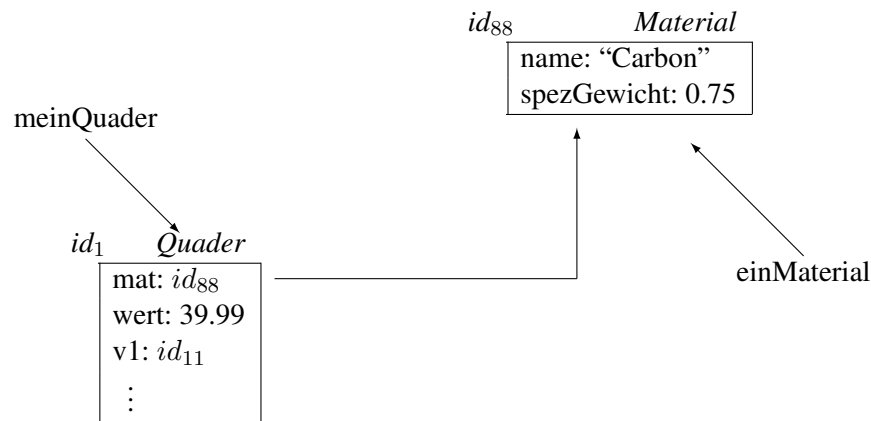 id₈₈ Material
name: “Carbon”
spezGewicht: 0.75
meinQuader
id₁ Quader
mat: id₈₈
wert: 39.99
v1: id₁₁
⋮
einMaterial